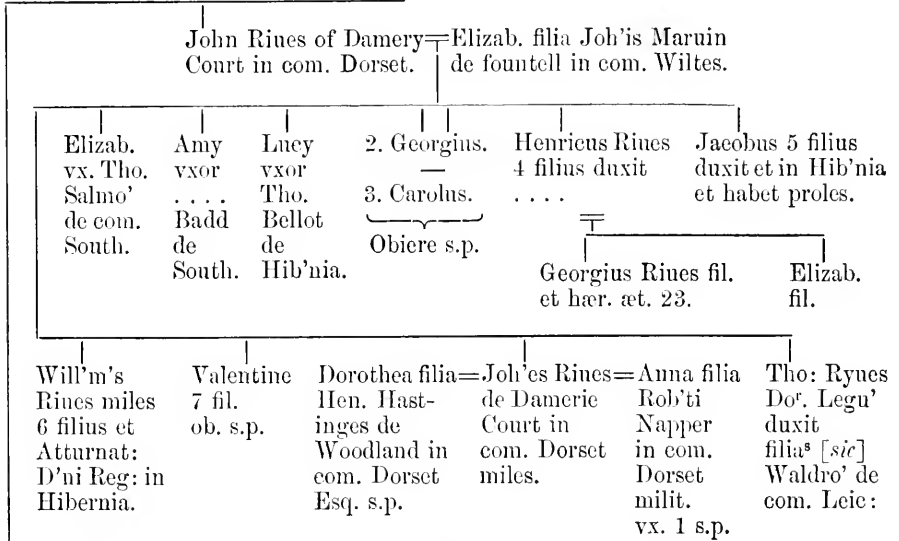 John Riues of Damery=Elizab. filia Joh'is Maruin
Court in com. Dorset. de fountell in com. Wiltes.
Elizab.
vx. Tho.
Salmo'
de com.
South.
Amy
vxor
. . . .
Badd
de
South.
Lucy
vxor
Tho.
Bellot
de
Hib'nia.
2. Georgius.
—
3. Carolus.
Obiere s.p.
Henricus Riues
4 filius duxit
. . . .
Jacobus 5 filius
duxit et in Hib'nia
et habet proles.
Georgius Riues fil.
et hær. æt. 23.
Elizab.
fil.
Will'm's
Riues miles
6 filius et
Atturnat:
D'ni Reg: in
Hibernia.
Valentine
7 fil.
ob. s.p.
Dorothea filia=
Hen. Hast-
inges de
Woodland in
com. Dorset
Esq. s.p.
Joh'es Riues=
de Damerie
Court in
com. Dorset
miles.
Anna filia
Rob'ti
Napper
in com.
Dorset
milit.
vx. 1 s.p.
Tho: Ryues
Doʳ. Legu'
duxit
filiaˢ [sic]
Waldro' de
com. Leic: